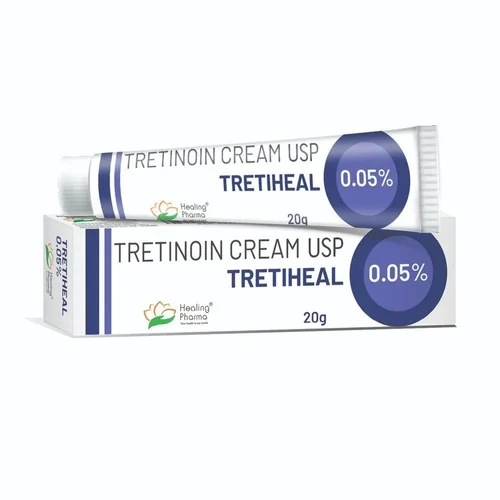 TRETINOIN CREAM USP
TRETIHEAL
0.05%
Healing®
Pharma
20g
TRETINOIN CREAM USP
TRETIHEAL
0.05%
Healing®
Pharma
20g
TRETIHEAL
0.05%